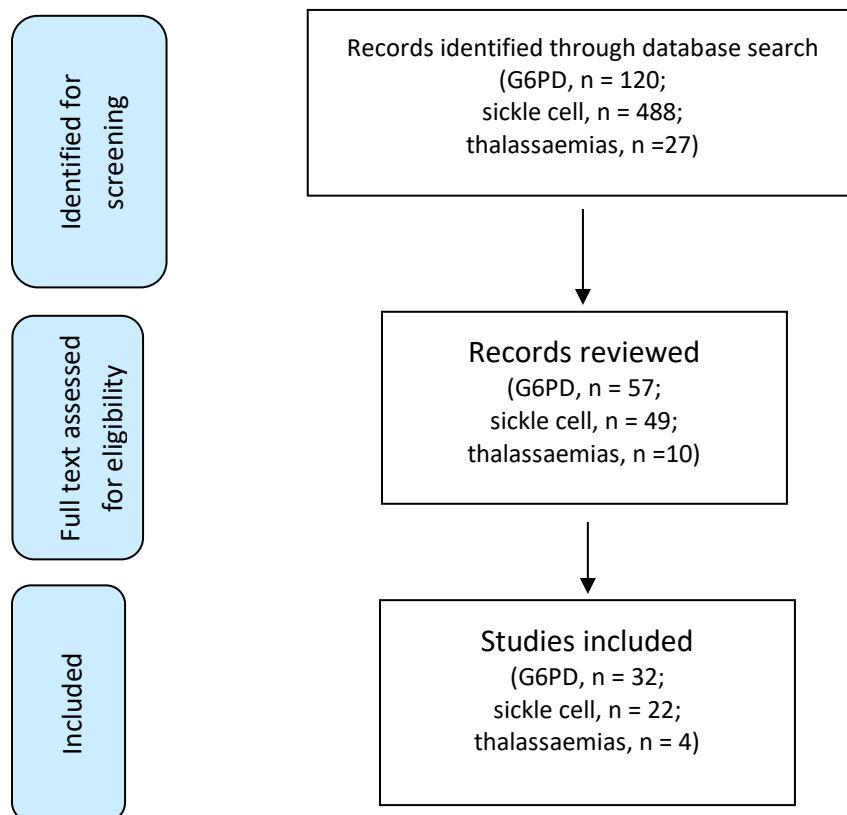 Identified for
screening
Records identified through database search
(G6PD, n = 120;
sickle cell, n = 488;
thalassaemias, n =27)
Full text assessed
for eligibility
Records reviewed
(G6PD, n = 57;
sickle cell, n = 49;
thalassaemias, n =10)
Included
Studies included
(G6PD, n = 32;
sickle cell, n = 22;
thalassaemias, n = 4)